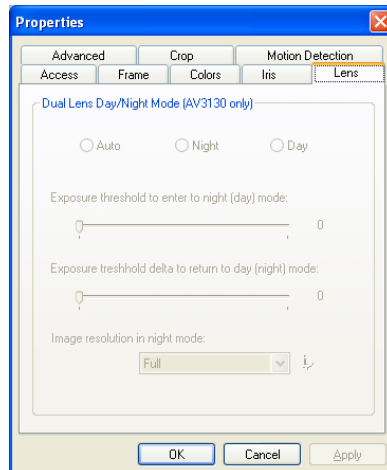 Properties
Advanced Crop Motion Detection
Access Frame Colors Iris Lens
Dual Lens Day/Night Mode (AV3130 only)
Auto Night Day
Exposure threshold to enter to night (day) mode:
0
Exposure treshhold delta to return to day (night) mode:
0
Image resolution in night mode:
Full
OK Cancel Apply